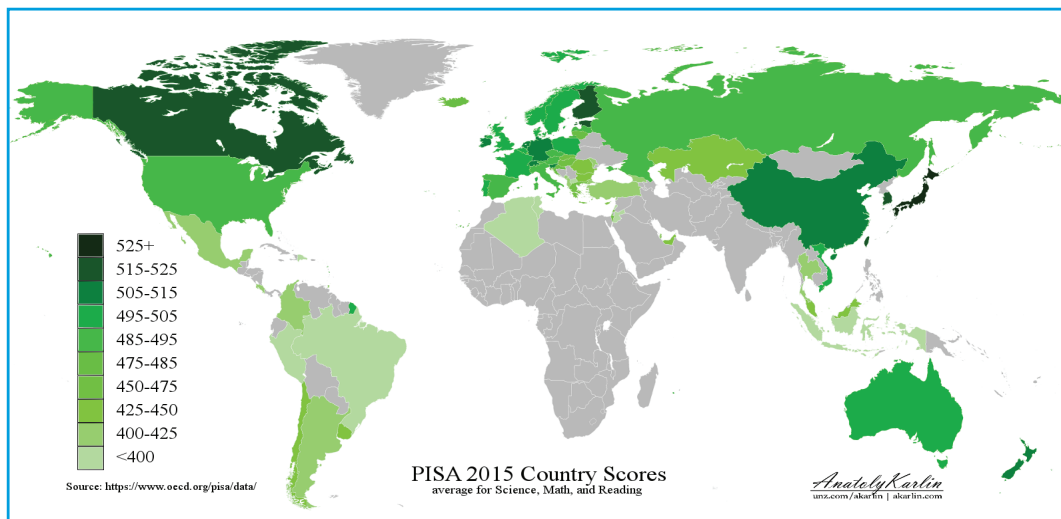 525+
515-525
505-515
495-505
485-495
475-485
450-475
425-450
400-425
<400
Source: https://www.oecd.org/pisa/data/
PISA 2015 Country Scores
average for Science, Math, and Reading
AnatolyKarlin
unz.com/akarlin | akarlin.com